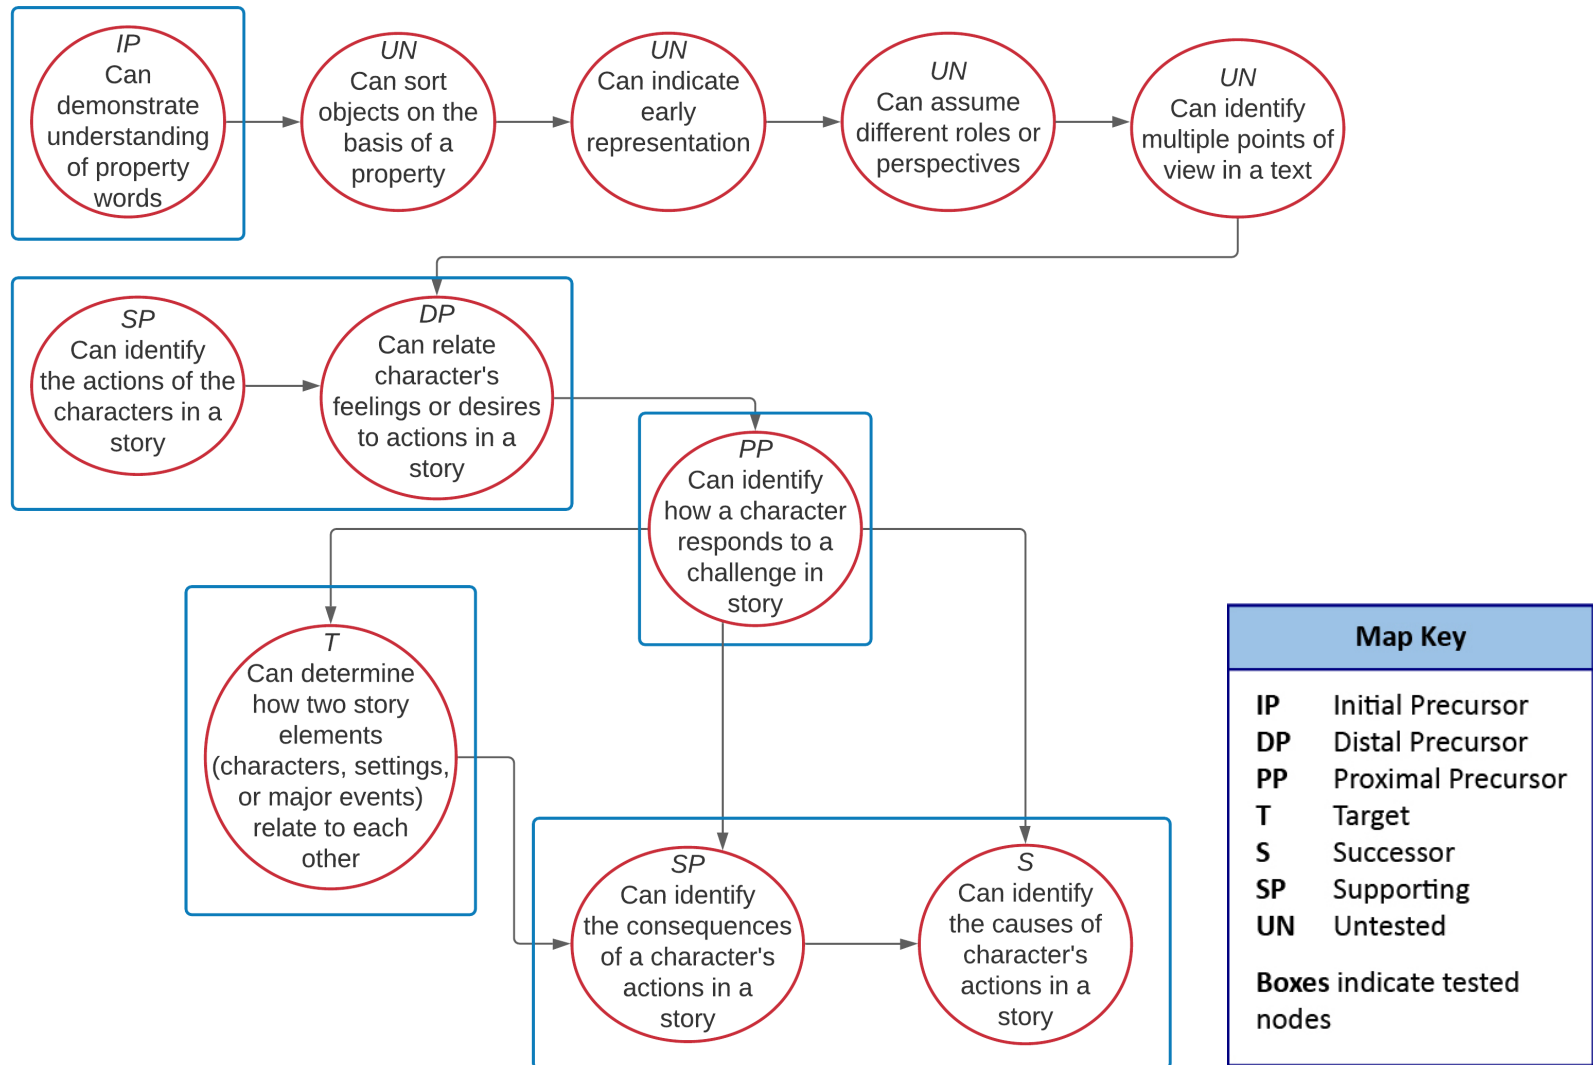 IP
Can
demonstrate
understanding
of property
words
UN
Can sort
objects on the
basis of a
property
UN
Can indicate
early
representation
UN
Can assume
different roles or
perspectives
UN
Can identify
multiple points of
view in a text
SP
Can identify
the actions of the
characters in a
story
DP
Can relate
character's
feelings or desires
to actions in a
story
PP
Can identify
how a character
responds to a
challenge in
story
T
Can determine
how two story
elements
(characters, settings,
or major events)
relate to each
other
SP
Can identify
the consequences
of a character's
actions in a
story
S
Can identify
the causes of
character's
actions in a
story
Map Key
IP Initial Precursor
DP Distal Precursor
PP Proximal Precursor
T Target
S Successor
SP Supporting
UN Untested
Boxes indicate tested
nodes